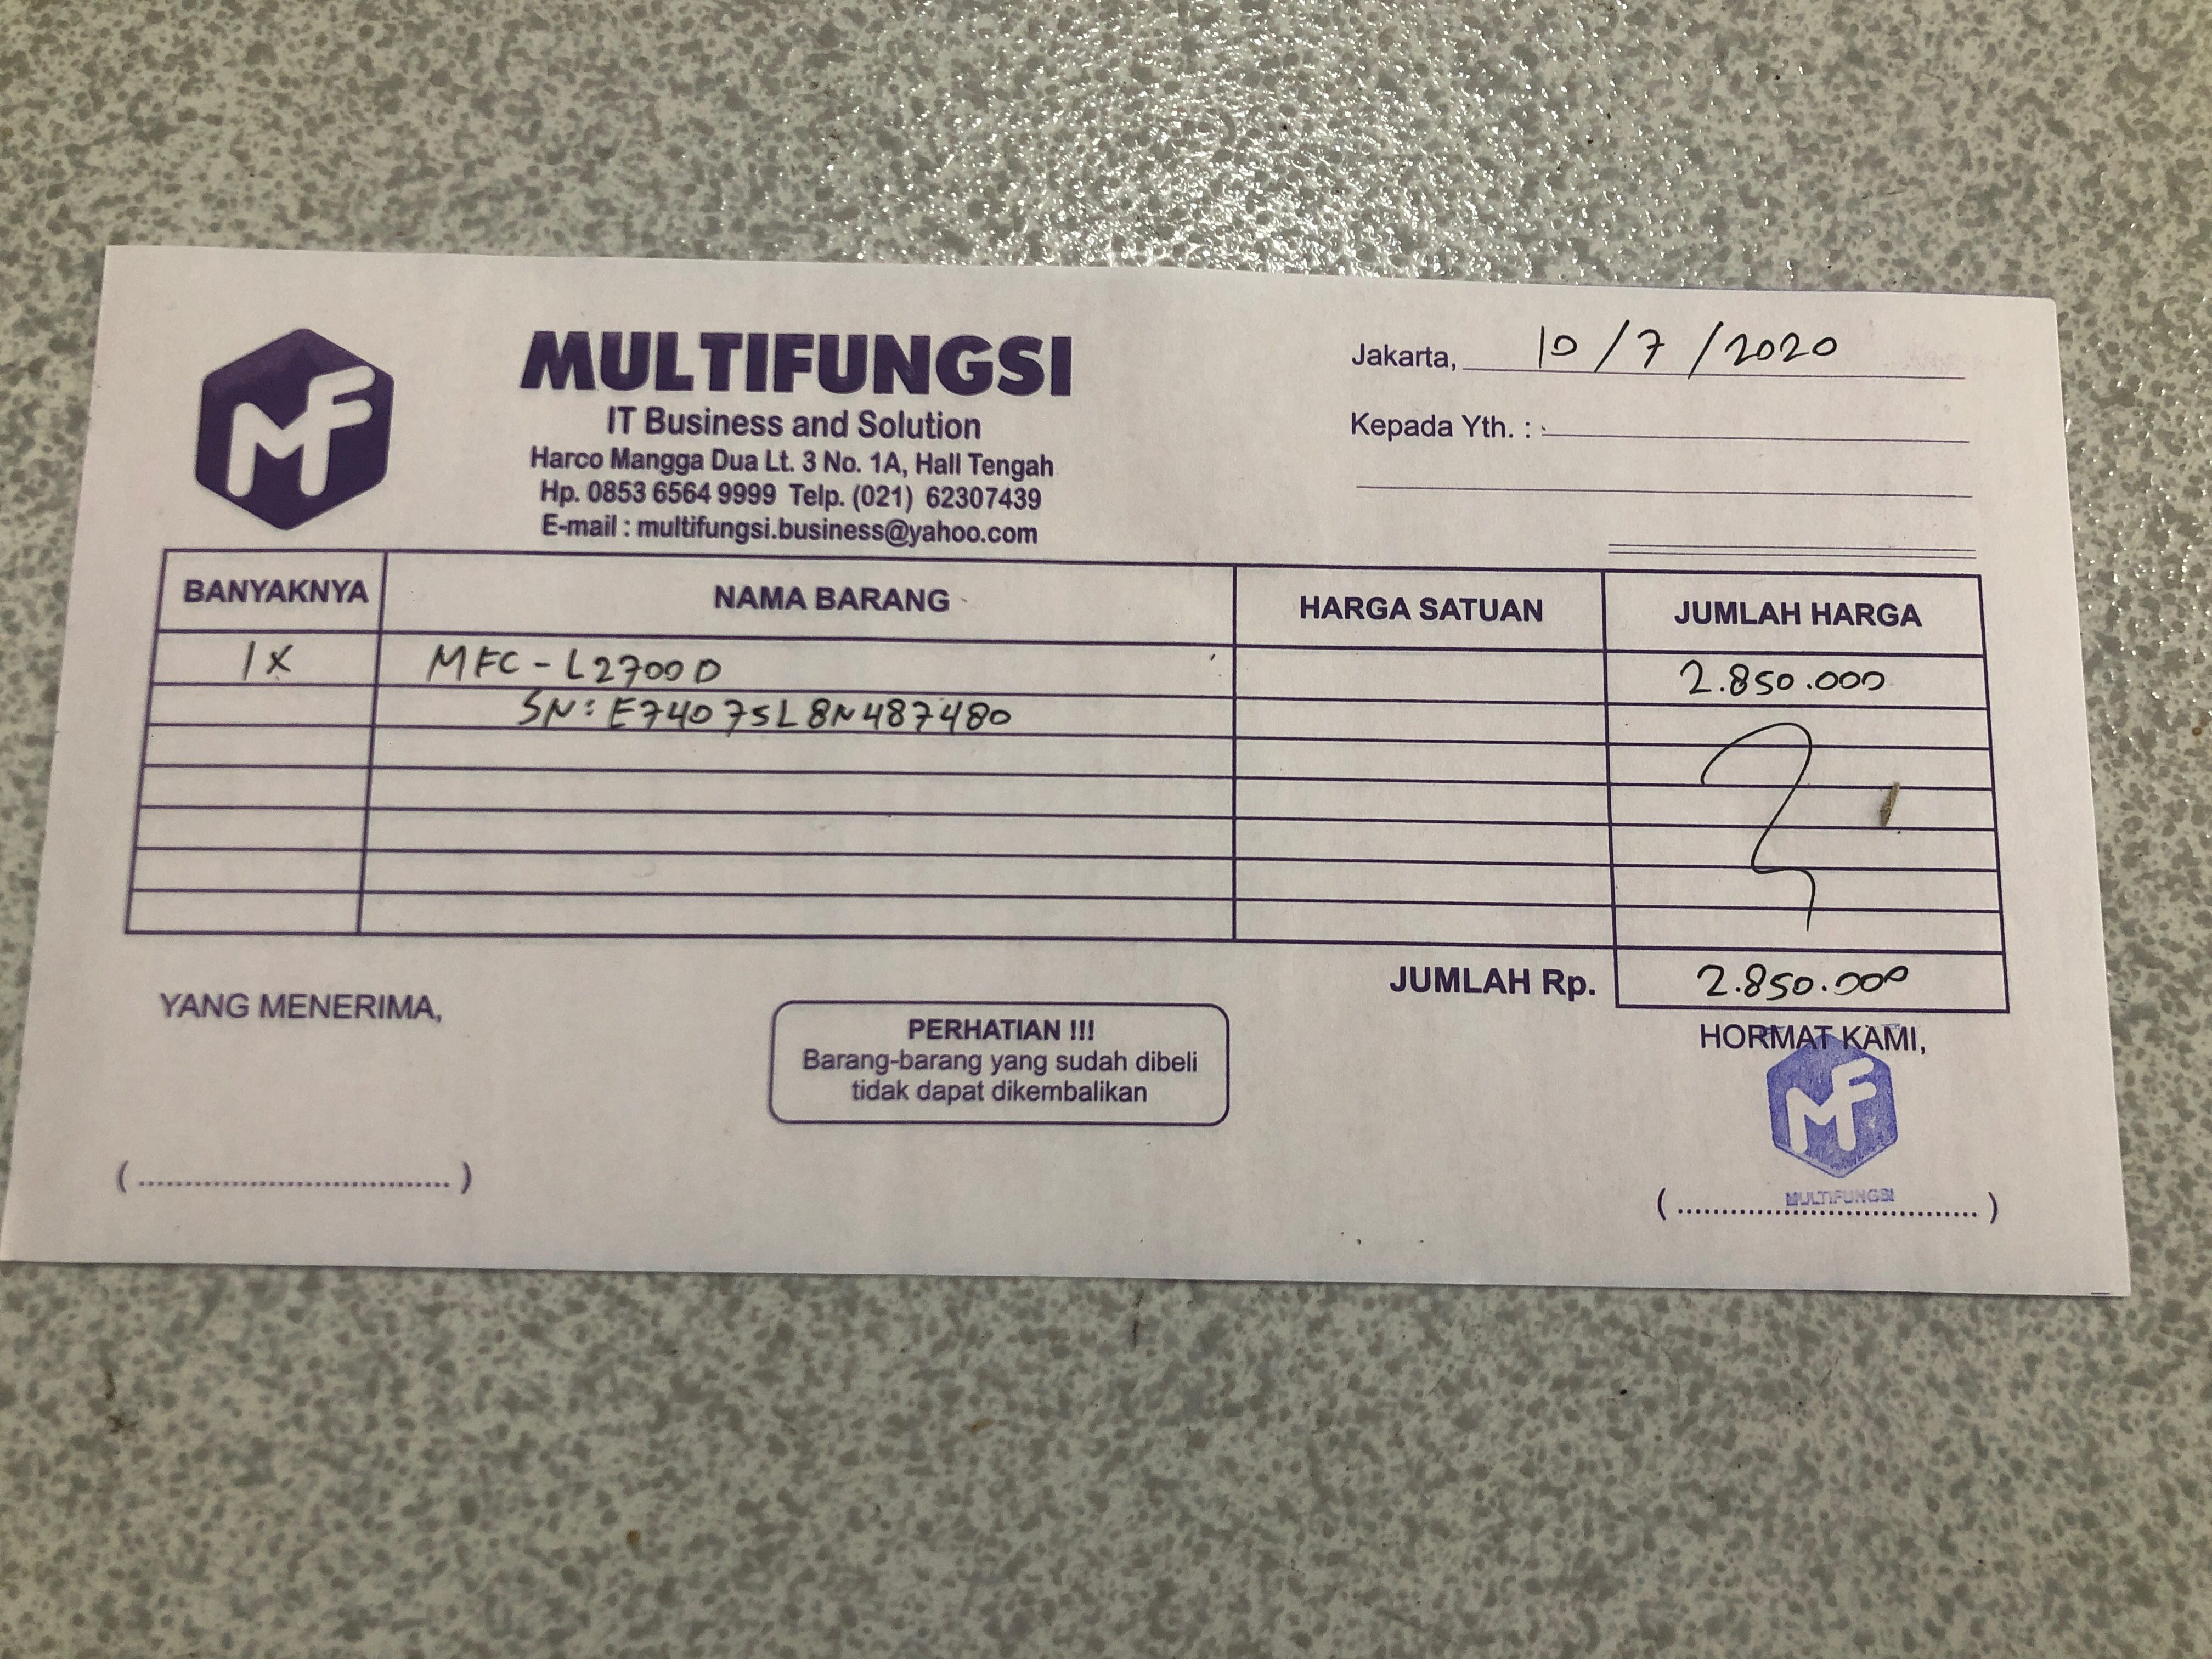 MF
MULTIFUNGSI
IT Business and Solution
Harco Mangga Dua Lt. 3 No. 1A, Hall Tengah
Hp. 0853 6564 9999 Telp. (021) 62307439
E-mail : multifungsi.business@yahoo.com
Jakarta, 10/7/2020
Kepada Yth. :
BANYAKNYA NAMA BARANG HARGA SATUAN JUMLAH HARGA
1X MFC-L2700D 2.850.000
SN: E74075L8N487480
JUMLAH Rp. 2.850.000
YANG MENERIMA,
PERHATIAN !!!
Barang-barang yang sudah dibeli
tidak dapat dikembalikan
HORMAT KAMI,
MF
MULTIFUNGSI
(....................................)
(....................................)